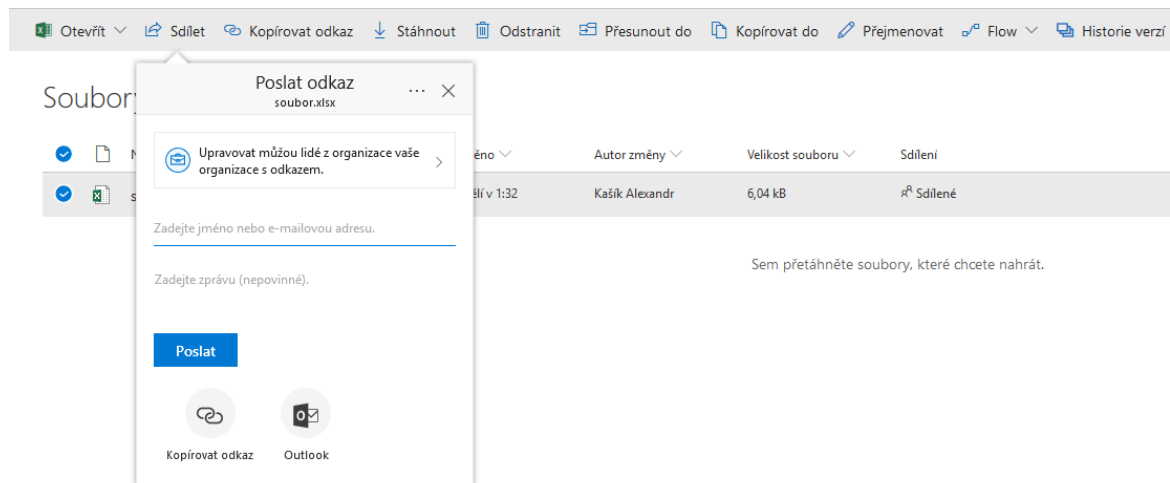 Otevřít Sdílet Kopírovat odkaz Stáhnout Odstranit Přesunout do Kopírovat do Přejmenovat Flow Historie verzí
Poslat odkaz
soubor.xlsx
Soubory
Upravovat můžou lidé z organizace vaše
organizace s odkazem.
Autor změny Velikost souboru Sdílení
v 1:32 Kašík Alexandr 6,04 kB Sdílené
Zadejte jméno nebo e-mailovou adresu.
Sem přetáhněte soubory, které chcete nahrát.
Zadejte zprávu (nepovinné).
Poslat
Kopírovat odkaz Outlook